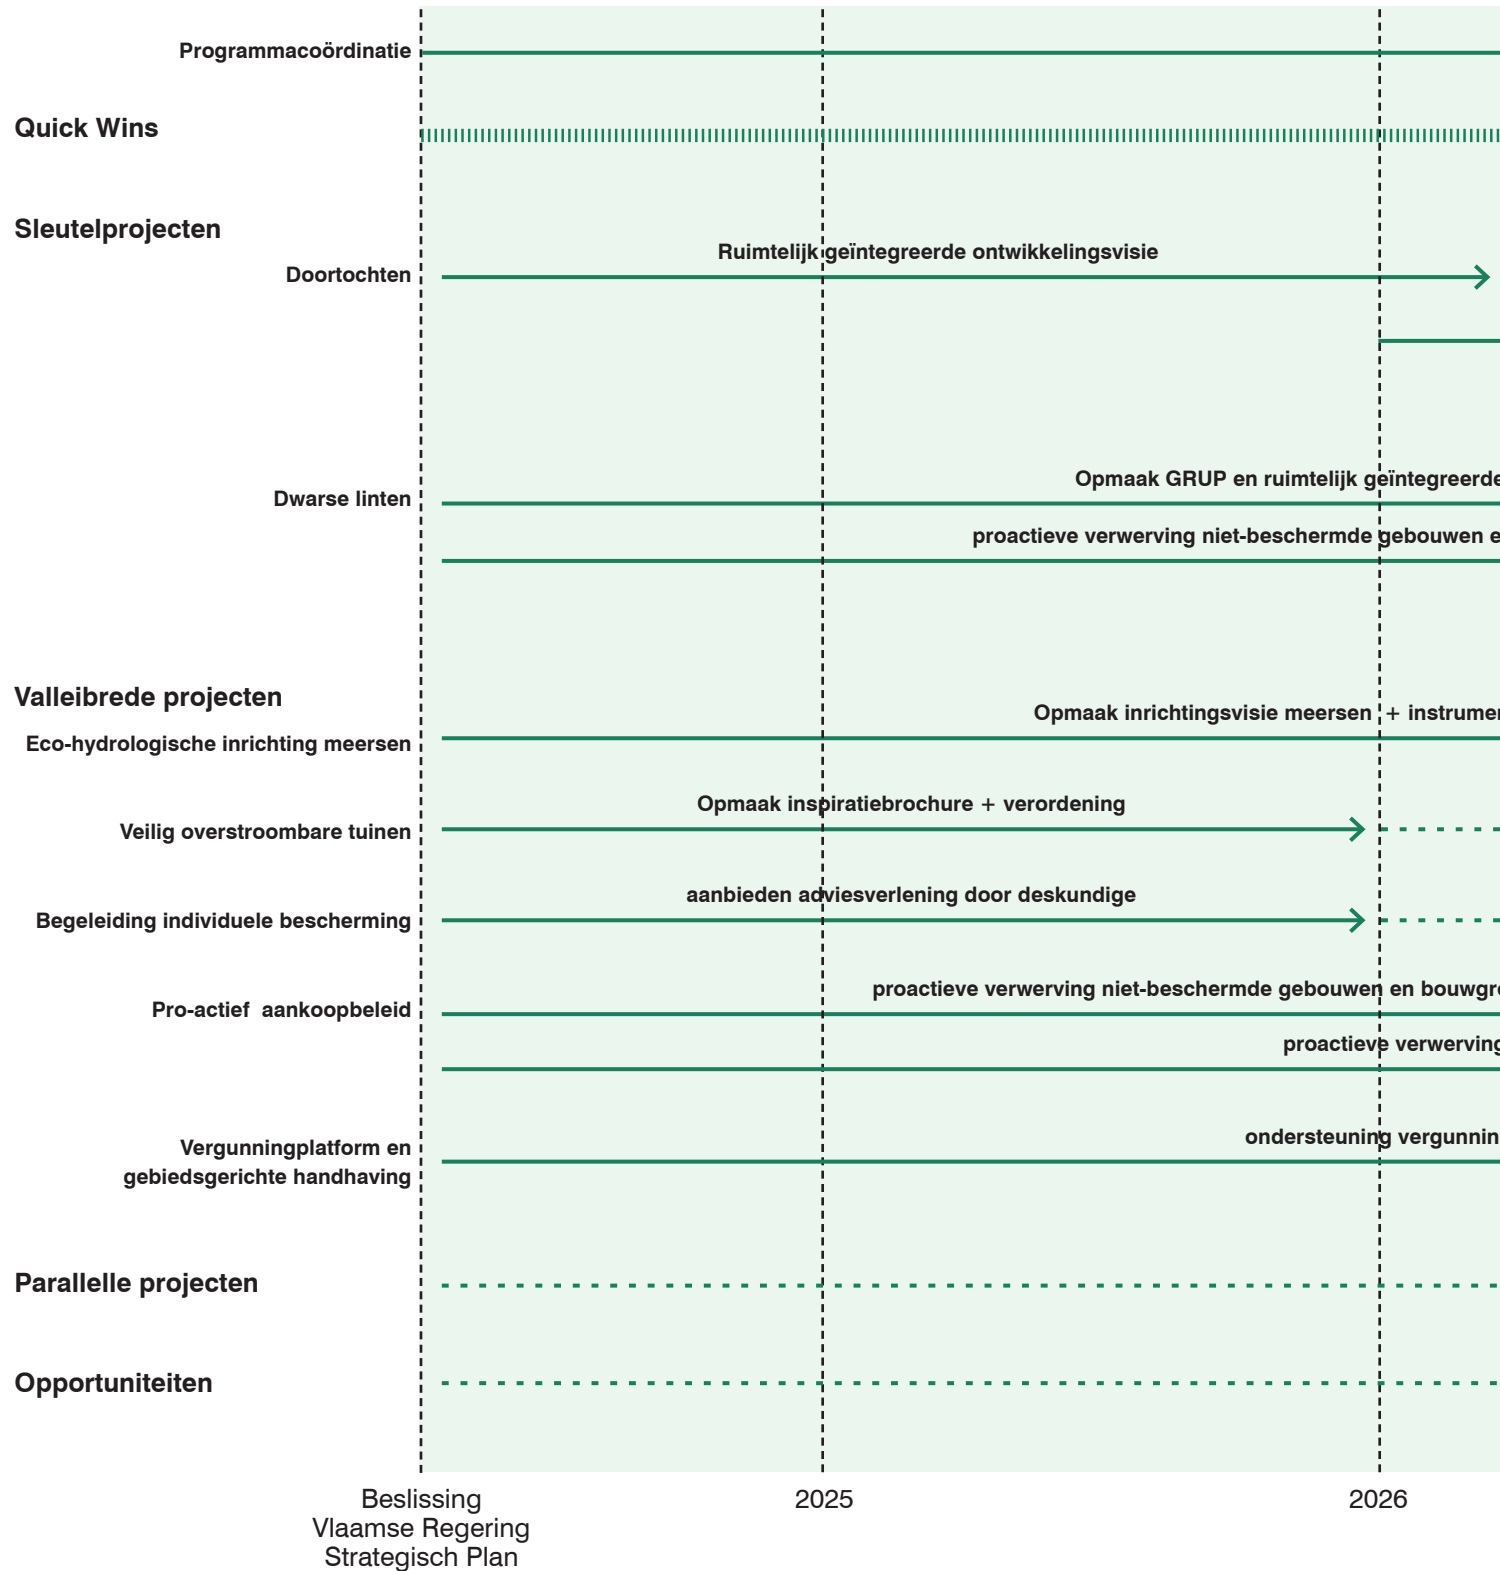 Programmacoördinatie
Quick Wins
Sleutelprojecten
Ruimtelijk geïntegreerde ontwikkelingsvisie
Doortochten
Opmaak GRUP en ruimtelijk geïntegreerde
Dwarse linten
proactieve verwerving niet-beschermde gebouwen e
Valleibrede projecten
Opmaak inrichtingsvisie meersen + instrumen
Eco-hydrologische inrichting meersen
Opmaak inspiratiebrochure + verordening
Veilig overstroombare tuinen
aanbieden adviesverlening door deskundige
Begeleiding individuele bescherming
proactieve verwerving niet-beschermde gebouwen en bouwgro
Pro-actief aankoopbeleid
proactieve verwerving
ondersteuning vergunnin
Vergunningplatform en
gebiedsgerichte handhaving
Parallelle projecten
Opportuniteiten
Beslissing
Vlaamse Regering
Strategisch Plan
2025
2026